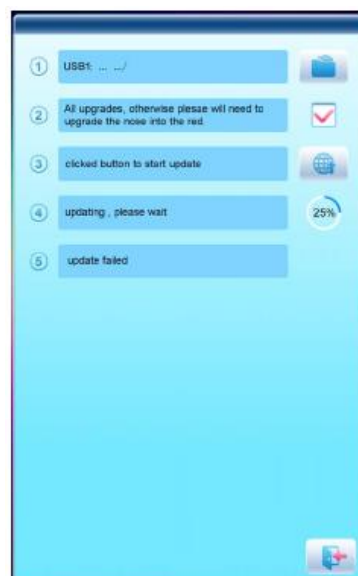 1 USB1: ... .../
2 All upgrades, otherwise plesae will need to
upgrade the nose into the red
3 clicked button to start update
4 updating , please wait 25%
5 update failed